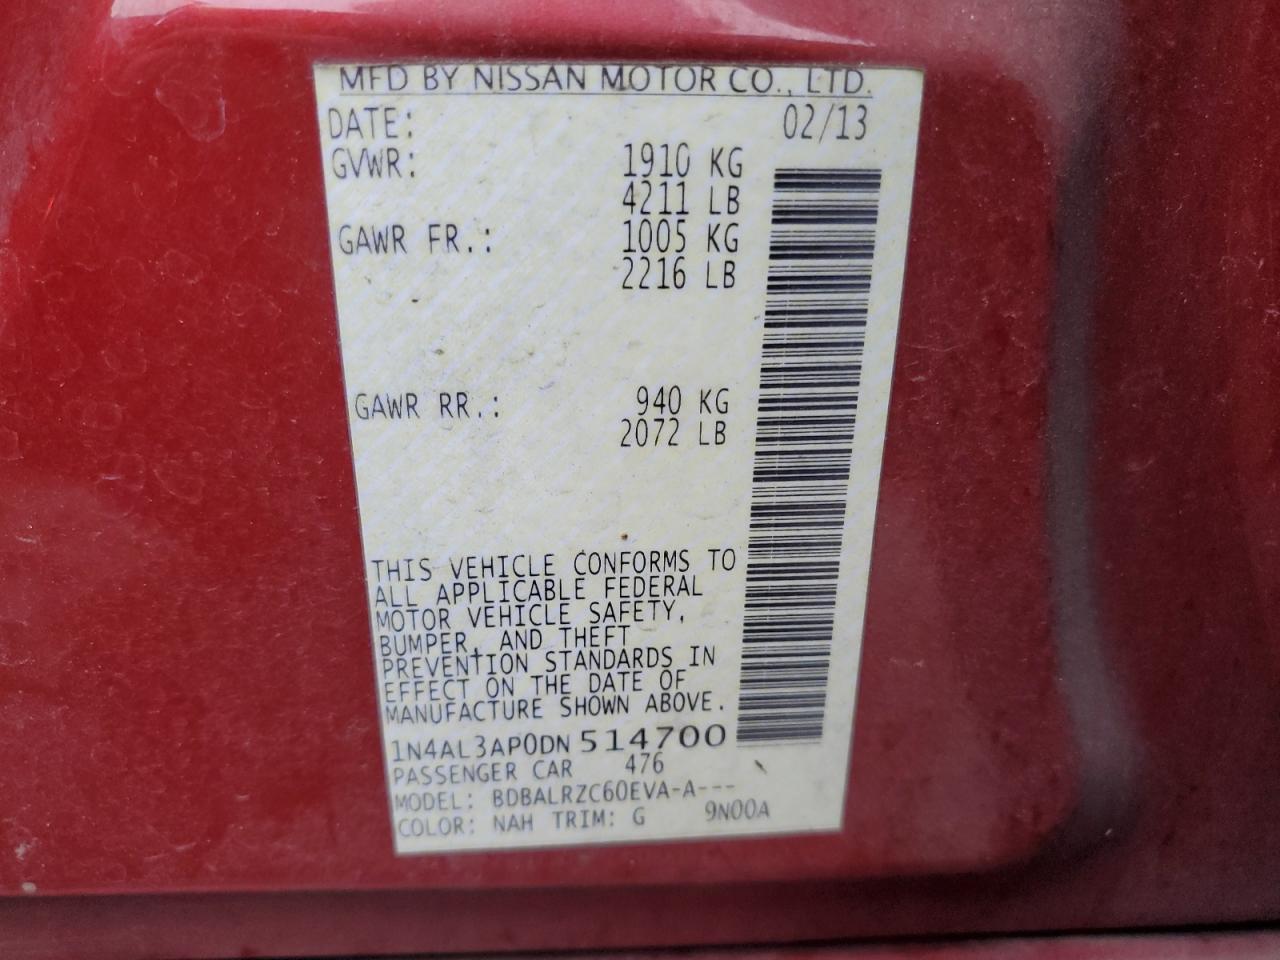 MFD BY NISSAN MOTOR CO., LTD.
DATE: 02/13
GVWR: 1910 KG
4211 LB
GAWR FR.: 1005 KG
2216 LB
GAWR RR.: 940 KG
2072 LB
THIS VEHICLE CONFORMS TO
ALL APPLICABLE FEDERAL
MOTOR VEHICLE SAFETY,
BUMPER, AND THEFT
PREVENTION STANDARDS IN
EFFECT ON THE DATE OF
MANUFACTURE SHOWN ABOVE.
1N4AL3AP0DN514700
PASSENGER CAR 476
MODEL: BDBALRZC60EVA-A---
COLOR: NAH TRIM: G 9N00A